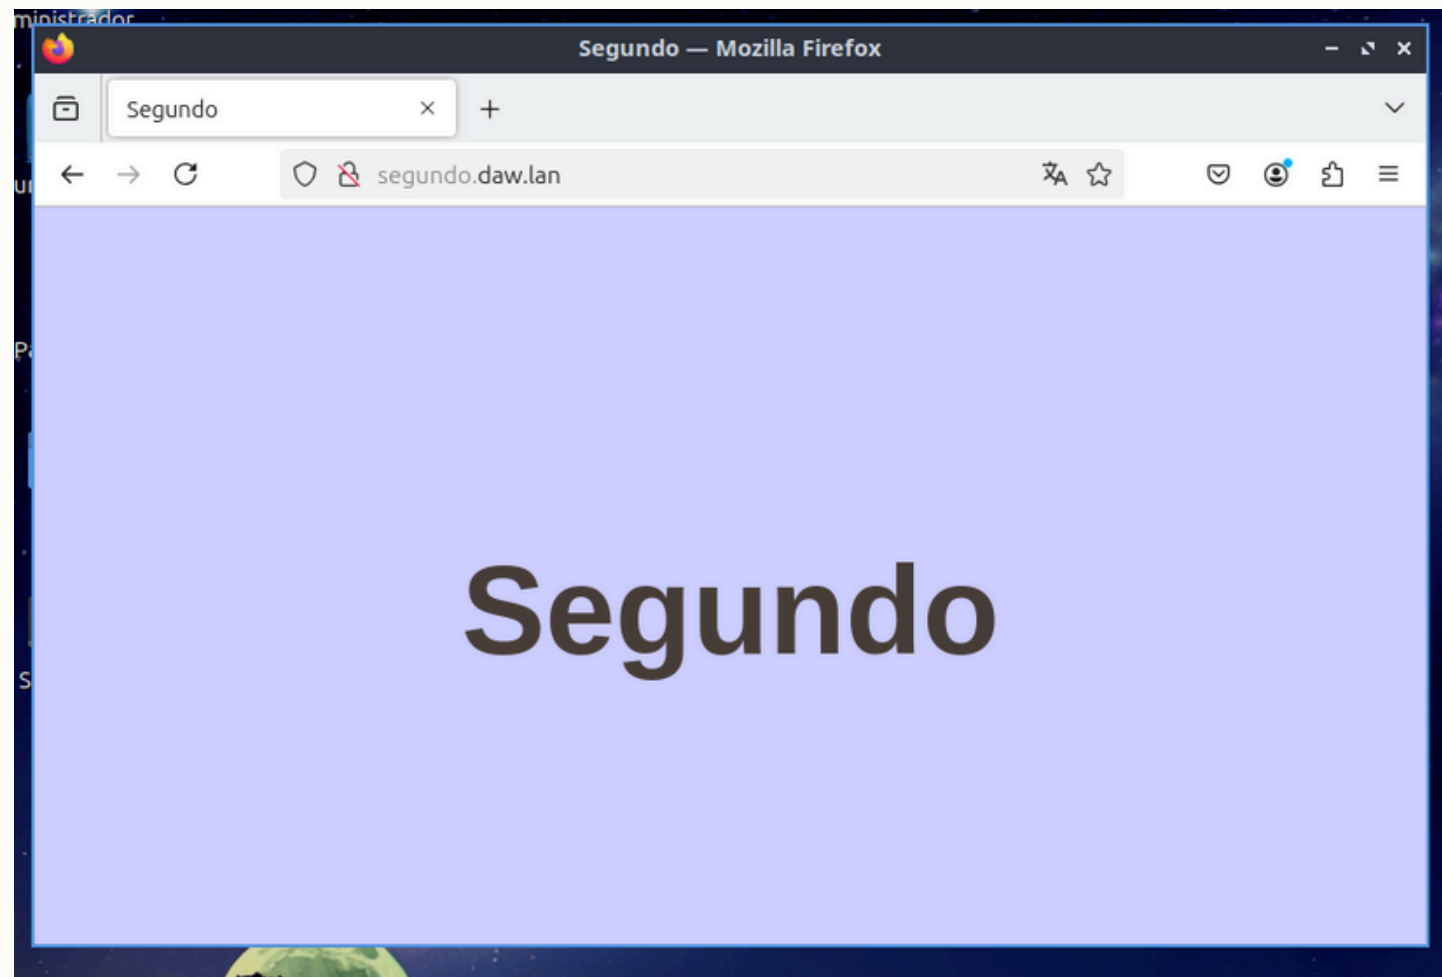 ministrador
Segundo — Mozilla Firefox
Segundo
segundo.daw.lan
Segundo